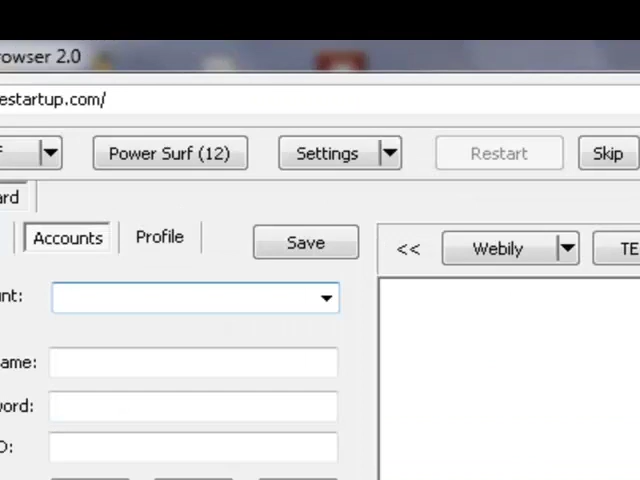 rowser 2.0
estartup.com/
Power Surf (12) Settings Restart Skip
ard
Accounts Profile Save << Webily TE
unt:
ame:
word:
D: